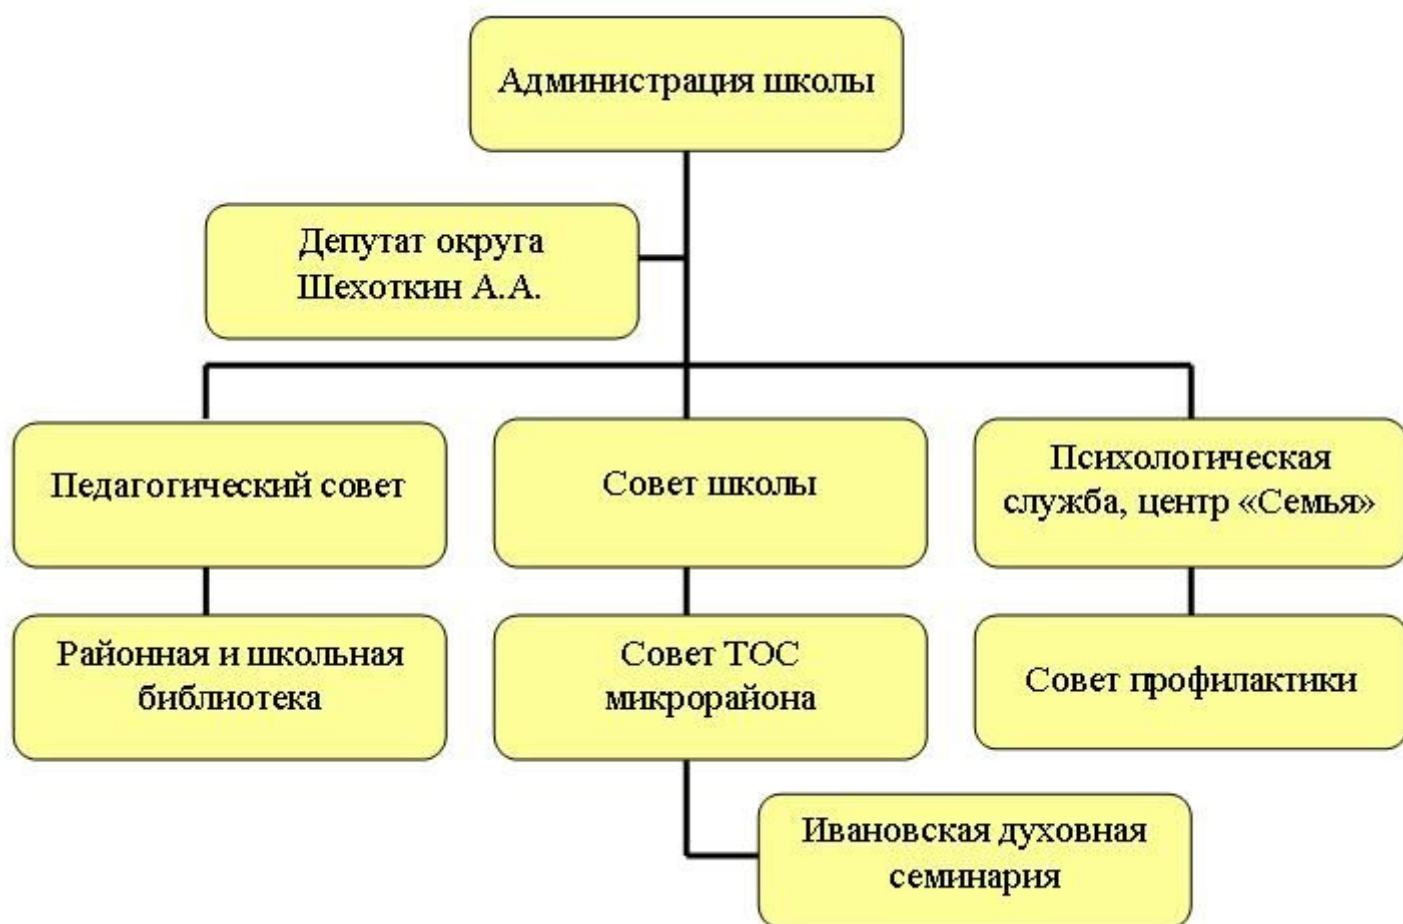 Администрация школы
Депутат округа
Шехоткин А.А.
Педагогический совет
Совет школы
Психологическая
служба, центр «Семья»
Районная и школьная
библиотека
Совет ТОС
микрорайона
Совет профилактики
Ивановская духовная
семинария